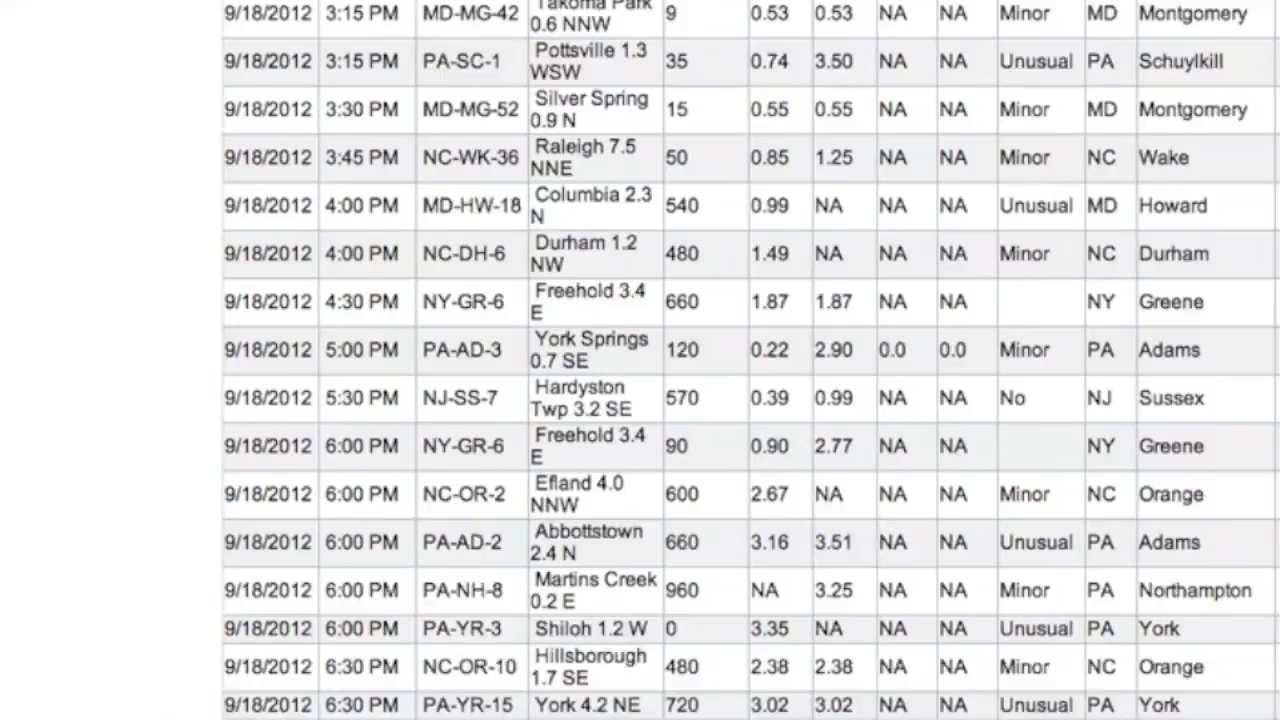 9/18/2012 3:15 PM MD-MG-42 Takoma Park 9 0.53 0.53 NA NA Minor MD Montgomery
0.6 NNW
9/18/2012 3:15 PM PA-SC-1 Pottsville 1.3 35 0.74 3.50 NA NA Unusual PA Schuylkill
WSW
9/18/2012 3:30 PM MD-MG-52 Silver Spring 15 0.55 0.55 NA NA Minor MD Montgomery
0.9 N
9/18/2012 3:45 PM NC-WK-36 Raleigh 7.5 50 0.85 1.25 NA NA Minor NC Wake
NNE
9/18/2012 4:00 PM MD-HW-18 Columbia 2.3 540 0.99 NA NA NA Unusual MD Howard
N
9/18/2012 4:00 PM NC-DH-6 Durham 1.2 480 1.49 NA NA NA Minor NC Durham
NW
9/18/2012 4:30 PM NY-GR-6 Freehold 3.4 660 1.87 1.87 NA NA NY Greene
E
9/18/2012 5:00 PM PA-AD-3 York Springs 120 0.22 2.90 0.0 0.0 Minor PA Adams
0.7 SE
9/18/2012 5:30 PM NJ-SS-7 Hardyston 570 0.39 0.99 NA NA No NJ Sussex
Twp 3.2 SE
9/18/2012 6:00 PM NY-GR-6 Freehold 3.4 90 0.90 2.77 NA NA NY Greene
E
9/18/2012 6:00 PM NC-OR-2 Efland 4.0 600 2.67 NA NA NA Minor NC Orange
NNW
9/18/2012 6:00 PM PA-AD-2 Abbottstown 660 3.16 3.51 NA NA Unusual PA Adams
2.4 N
9/18/2012 6:00 PM PA-NH-8 Martins Creek 960 NA 3.25 NA NA Minor PA Northampton
0.2 E
9/18/2012 6:00 PM PA-YR-3 Shiloh 1.2 W 0 3.35 NA NA NA Unusual PA York
9/18/2012 6:30 PM NC-OR-10 Hillsborough 480 2.38 2.38 NA NA Minor NC Orange
1.7 SE
9/18/2012 6:30 PM PA-YR-15 York 4.2 NE 720 3.02 3.02 NA NA Unusual PA York